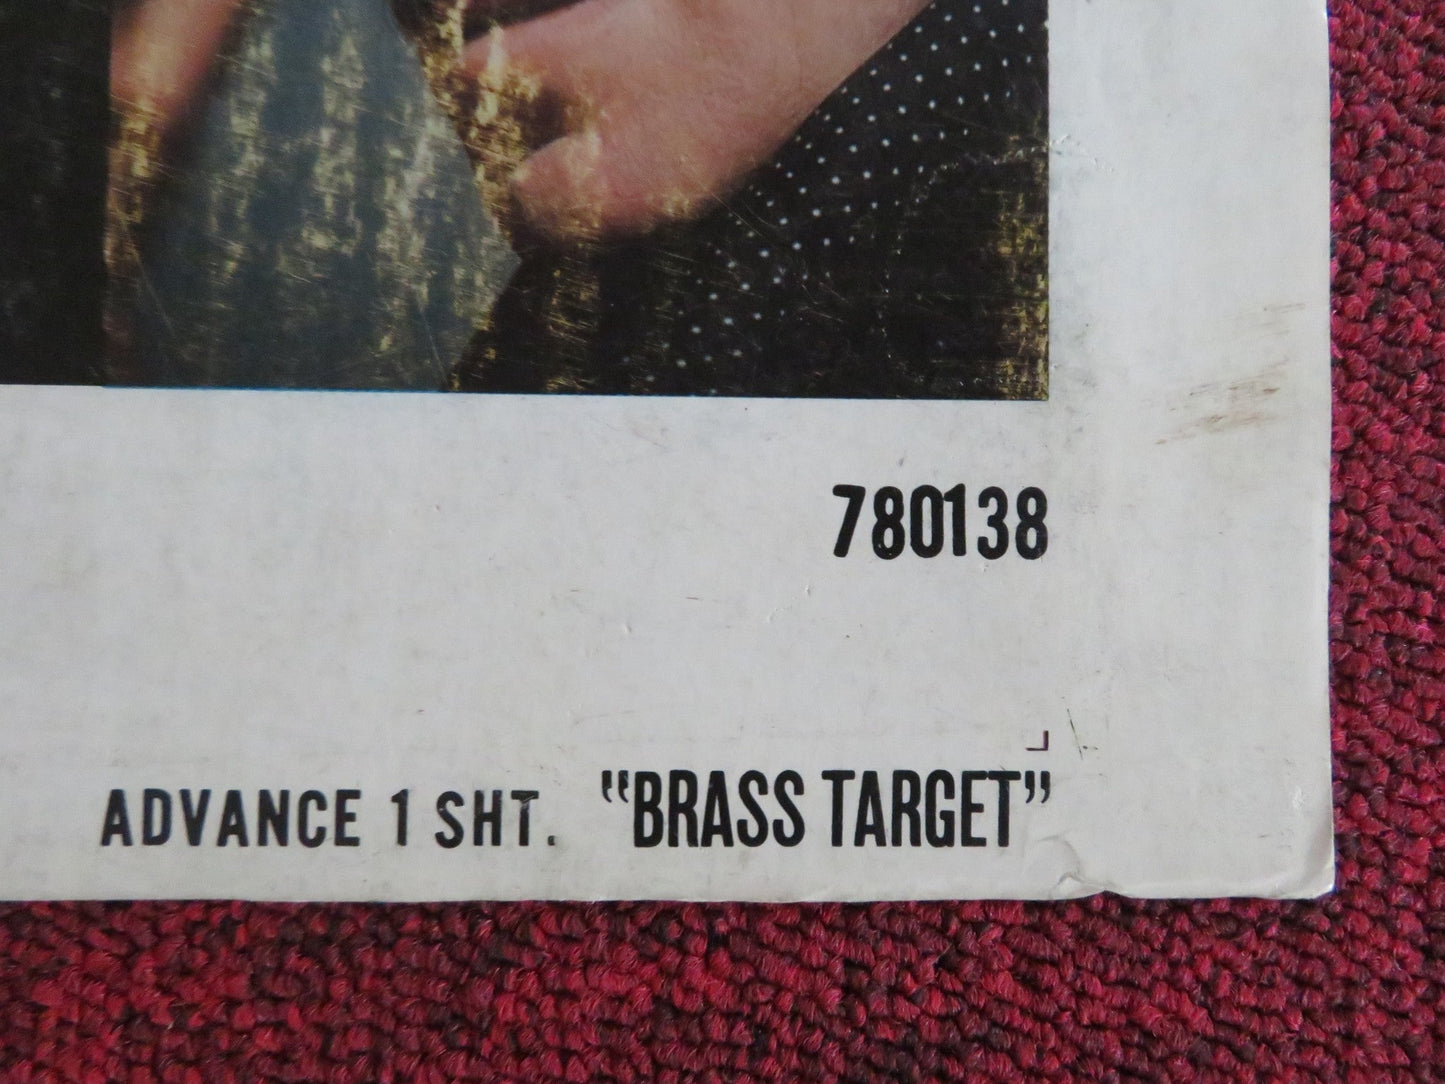 780138
ADVANCE 1 SHT. "BRASS TARGET"